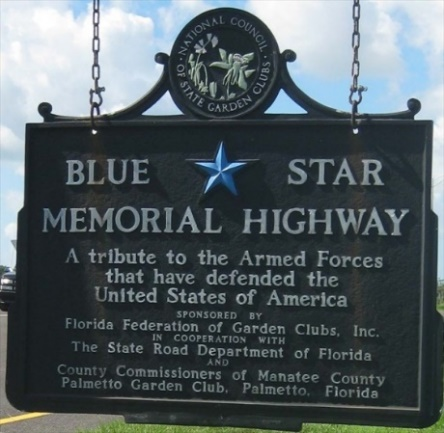 NATIONAL COUNCIL
OF STATE GARDEN CLUBS
BLUE STAR
MEMORIAL HIGHWAY
A tribute to the Armed Forces
that have defended the
United States of America
SPONSORED BY
Florida Federation of Garden Clubs, Inc.
IN COOPERATION WITH
The State Road Department of Florida
AND
County Commissioners of Manatee County
Palmetto Garden Club, Palmetto, Florida